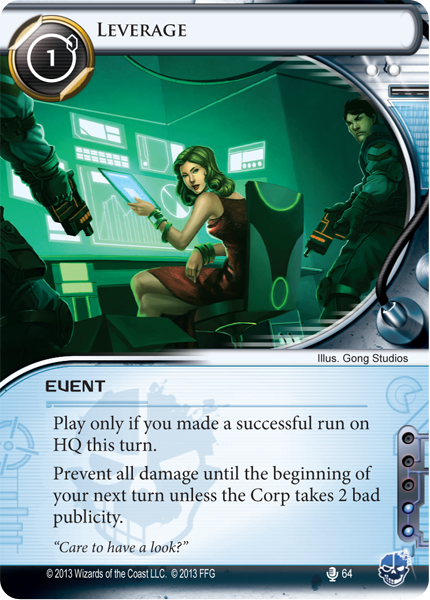 1
LEVERAGE
Illus. Gong Studios
EVENT
Play only if you made a successful run on
HQ this turn.
Prevent all damage until the beginning of
your next turn unless the Corp takes 2 bad
publicity.
“Care to have a look?”
© 2013 Wizards of the Coast LLC. © 2013 FFG
64